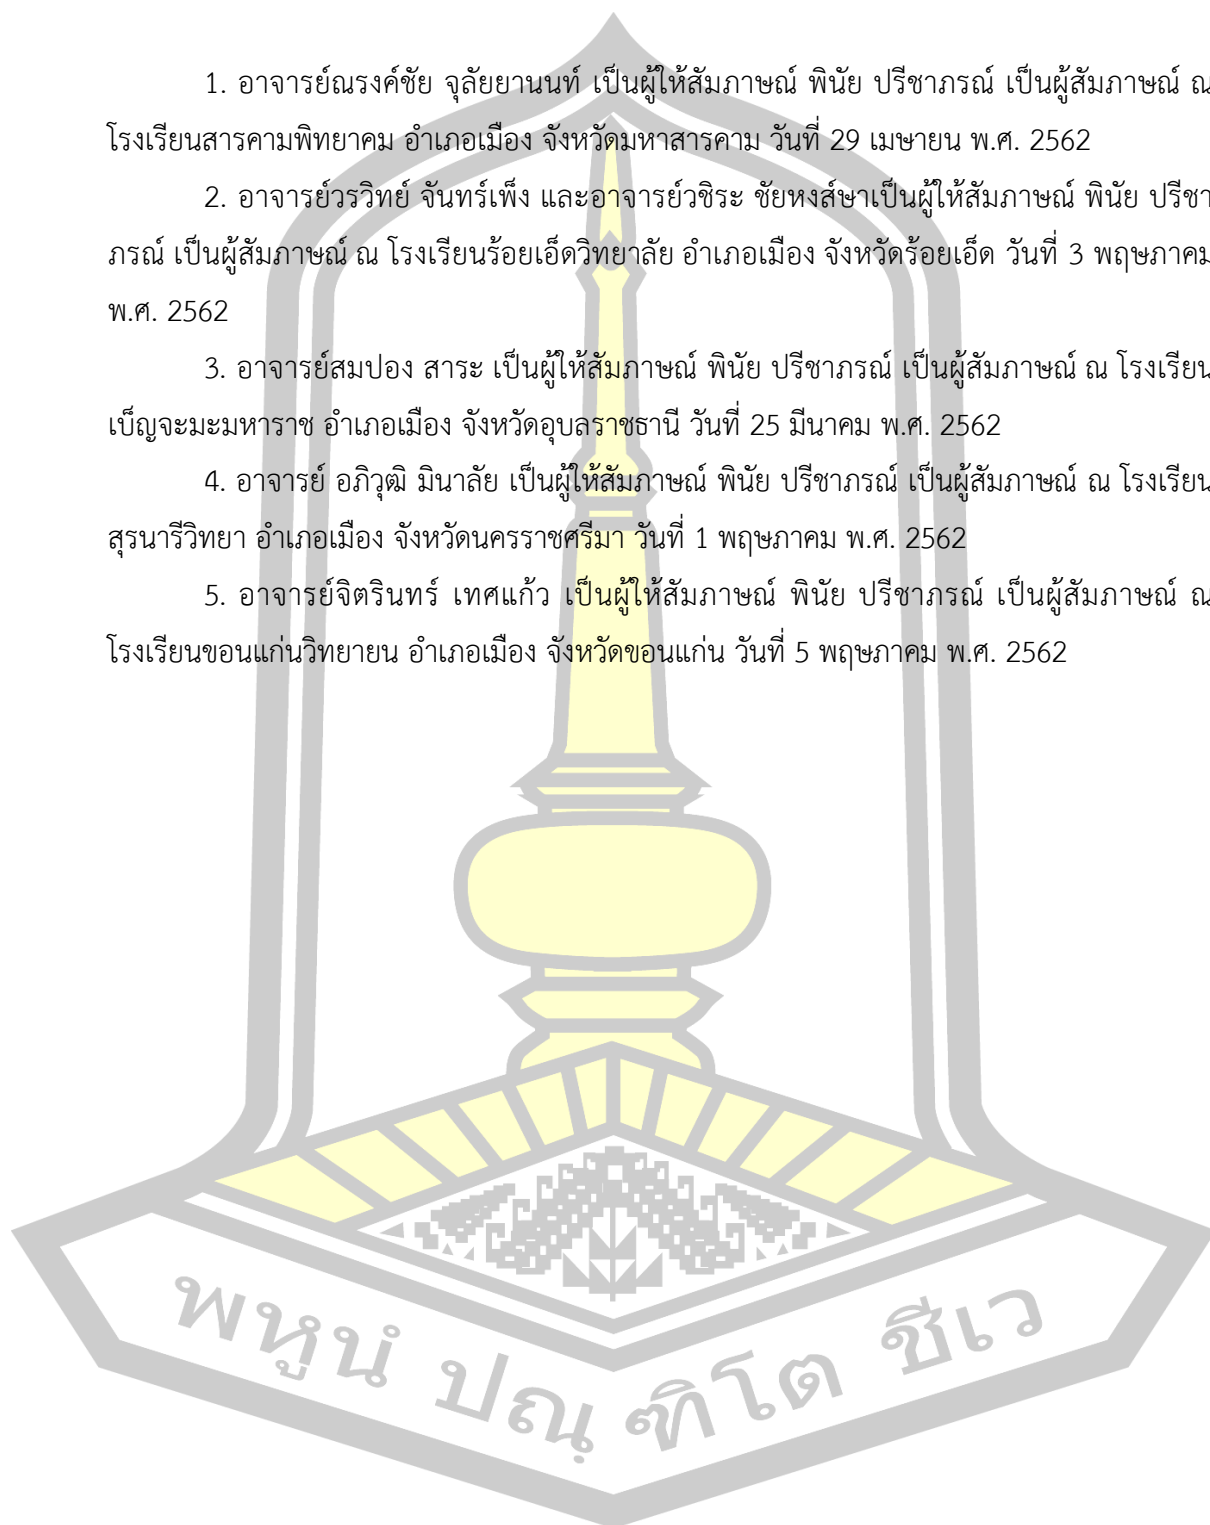 1. อาจารย์ณรงค์ชัย จุลัยยานนท์ เป็นผู้ให้สัมภาษณ์ พินัย ปรีชาภรณ์ เป็นผู้สัมภาษณ์ ณ
โรงเรียนสารคามพิทยาคม อำเภอเมือง จังหวัดมหาสารคาม วันที่ 29 เมษายน พ.ศ. 2562
2. อาจารย์วรวิทย์ จันทร์เพ็ง และอาจารย์วชิระ ชัยหงส์ษาเป็นผู้ให้สัมภาษณ์ พินัย ปรีชา
ภรณ์ เป็นผู้สัมภาษณ์ ณ โรงเรียนร้อยเอ็ดวิทยาลัย อำเภอเมือง จังหวัดร้อยเอ็ด วันที่ 3 พฤษภาคม
พ.ศ. 2562
3. อาจารย์สมปอง สาระ เป็นผู้ให้สัมภาษณ์ พินัย ปรีชาภรณ์ เป็นผู้สัมภาษณ์ ณ โรงเรียน
เบ็ญจะมะมหาราช อำเภอเมือง จังหวัดอุบลราชธานี วันที่ 25 มีนาคม พ.ศ. 2562
4. อาจารย์ อภิวุฒิ มินาลัย เป็นผู้ให้สัมภาษณ์ พินัย ปรีชาภรณ์ เป็นผู้สัมภาษณ์ ณ โรงเรียน
สุรนารีวิทยา อำเภอเมือง จังหวัดนครราชศรีมา วันที่ 1 พฤษภาคม พ.ศ. 2562
5. อาจารย์จิตรินทร์ เทศแก้ว เป็นผู้ให้สัมภาษณ์ พินัย ปรีชาภรณ์ เป็นผู้สัมภาษณ์ ณ
โรงเรียนขอนแก่นวิทยายน อำเภอเมือง จังหวัดขอนแก่น วันที่ 5 พฤษภาคม พ.ศ. 2562
พหูนํ ปณฺ ฑิโต ชีเว